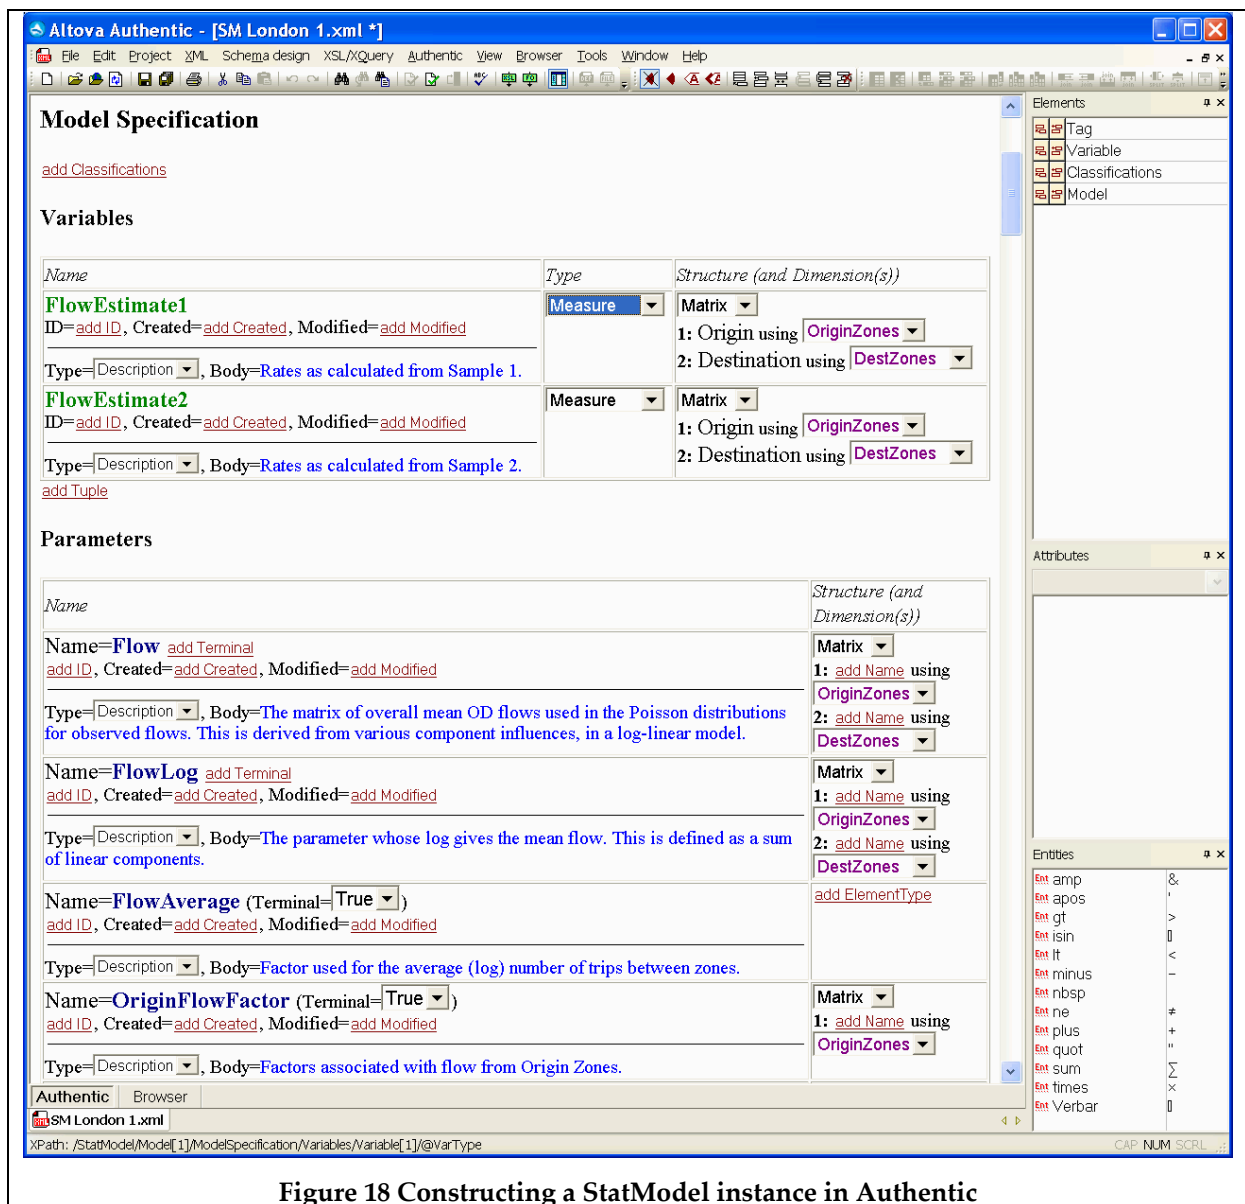 Altova Authentic - [SM London 1.xml *]
File Edit Project XML Schema design XSL/XQuery Authentic View Browser Tools Window Help
Model Specification
add Classifications
Variables
Name Type Structure (and Dimension(s))
FlowEstimate1 Measure Matrix
ID=add ID, Created=add Created, Modified=add Modified
1: Origin using OriginZones
2: Destination using DestZones
Type=Description, Body=Rates as calculated from Sample 1.
FlowEstimate2 Measure Matrix
ID=add ID, Created=add Created, Modified=add Modified
1: Origin using OriginZones
2: Destination using DestZones
Type=Description, Body=Rates as calculated from Sample 2.
add Tuple
Parameters
Name Structure (and
Dimension(s))
Name=Flow add Terminal
add ID, Created=add Created, Modified=add Modified
Type=Description, Body=The matrix of overall mean OD flows used in the Poisson distributions
for observed flows. This is derived from various component influences, in a log-linear model.
Matrix
1: add Name using
OriginZones
2: add Name using
DestZones
Name=FlowLog add Terminal
add ID, Created=add Created, Modified=add Modified
Type=Description, Body=The parameter whose log gives the mean flow. This is defined as a sum
of linear components.
Matrix
1: add Name using
OriginZones
2: add Name using
DestZones
Name=FlowAverage (Terminal=True)
add ElementType
add ID, Created=add Created, Modified=add Modified
Type=Description, Body=Factor used for the average (log) number of trips between zones.
Name=OriginFlowFactor (Terminal=True)
add ID, Created=add Created, Modified=add Modified
Type=Description, Body=Factors associated with flow from Origin Zones.
Matrix
1: add Name using
OriginZones
Authentic Browser
SM London 1.xml
XPath: /StatModel/Model[1]/ModelSpecification/Variables/Variable[1]/@VarType
CAP NUM SCRL
Elements
Tag
Variable
Classifications
Model
Attributes
Entities
Ent amp &
Ent apos '
Ent gt >
Ent isin
Ent lt <
Ent minus −
Ent nbsp
Ent ne ≠
Ent plus +
Ent quot "
Ent sum ∑
Ent times ×
Ent Verbar
Figure 18 Constructing a StatModel instance in Authentic